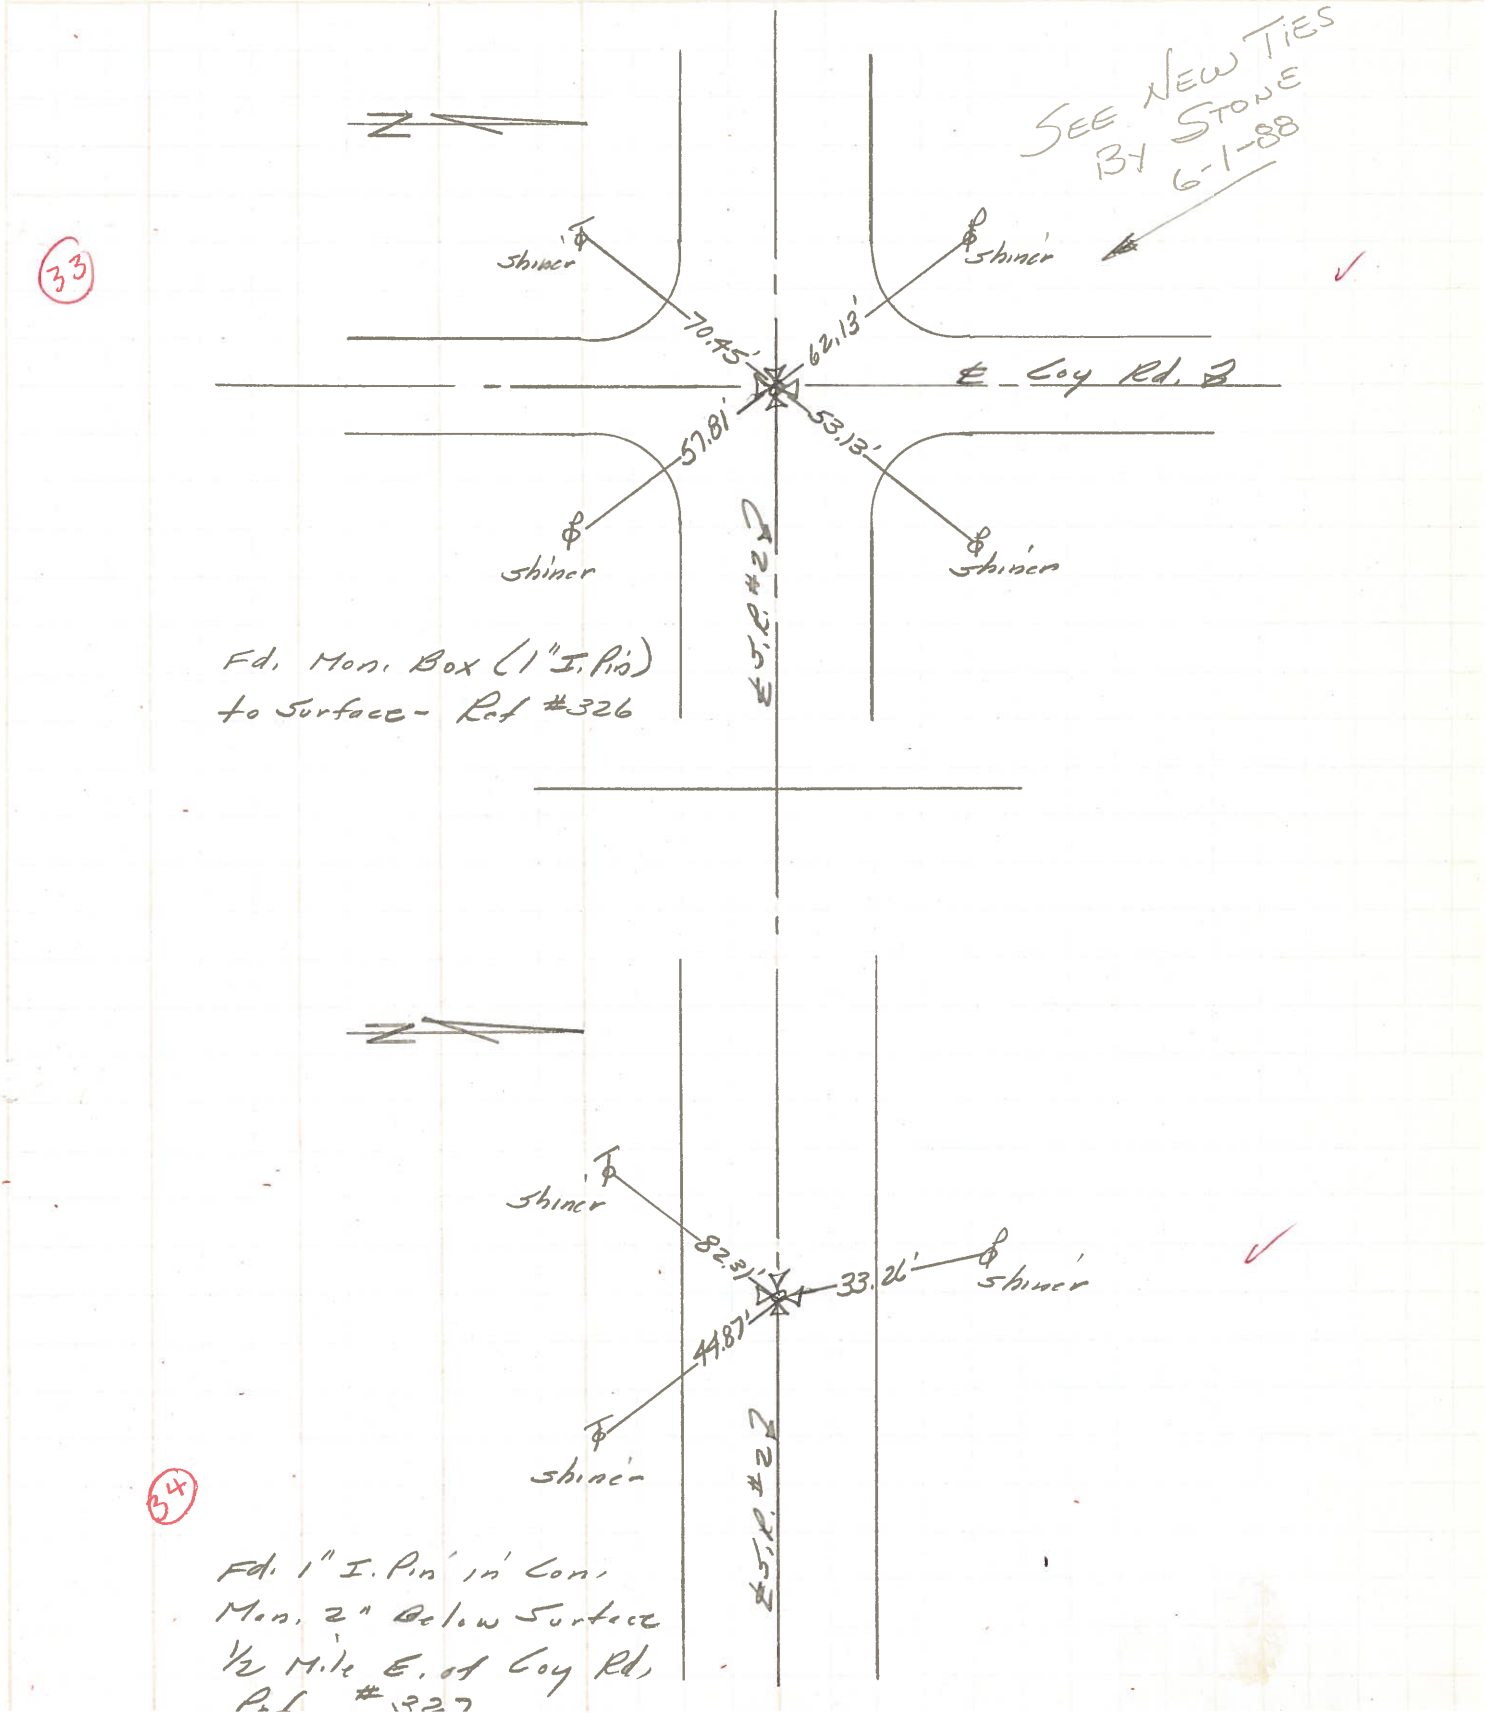 SEE NEW TIES
BY STONE
6-1-88
N
33
shiner
shiner
70.45'
62.13'
℄ Coy Rd.
57.81'
53.13'
shiner
shiner
℄ S.R. #2
Fd. Mon. Box (1" I. Pin)
to Surface - Ref #326
N
shiner
82.31'
33.26'
shiner
44.87'
shiner
℄ S.R. #2
34
Fd. 1" I. Pin in Con.
Mon. 2" Below Surface
1/2 Mile E. of Coy Rd.
Ref #327